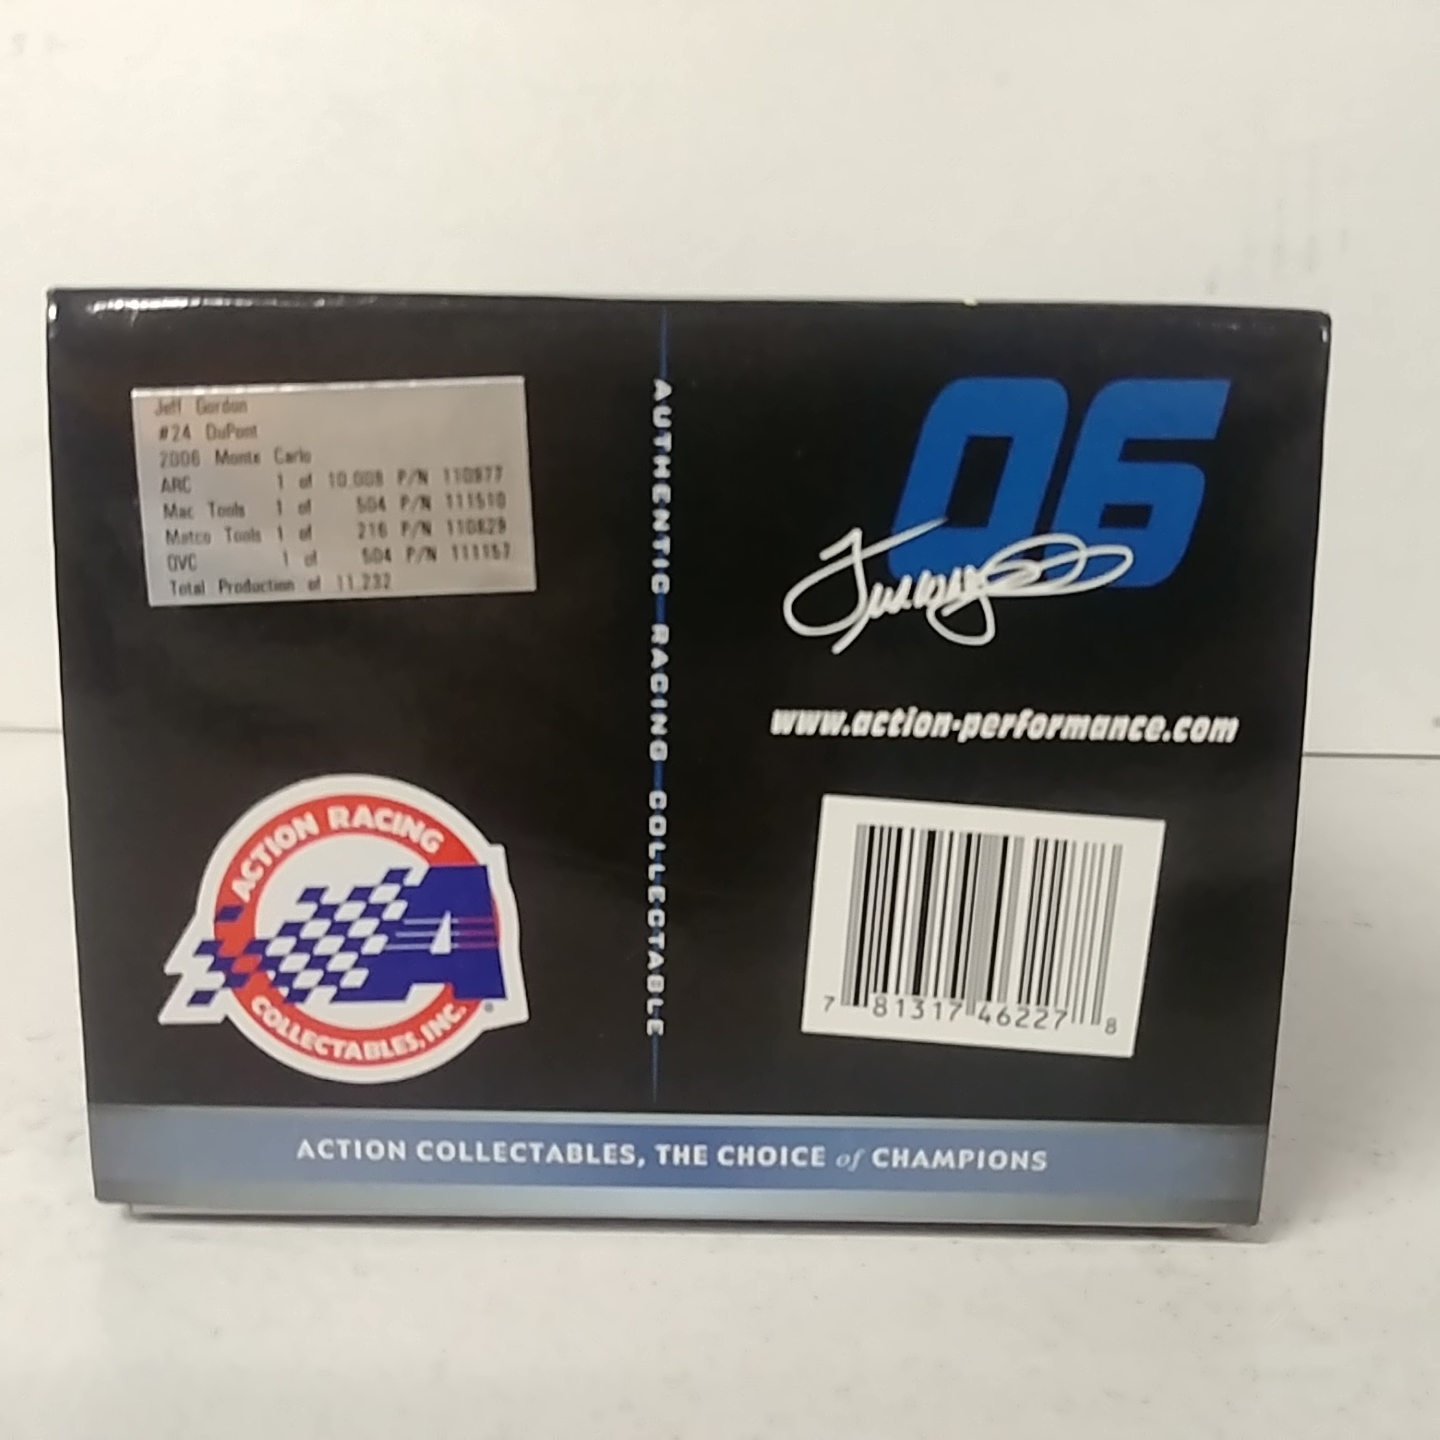 Jeff Gordon
#24 DuPont
2006 Monte Carlo
ARC 1 of 10,008 P/N 110977
Mac Tools 1 of 504 P/N 111510
Matco Tools 1 of 216 P/N 110829
QVC 1 of 504 P/N 111157
Total Production of 11,232
AUTHENTIC RACING COLLECTABLE
06
www.action-performance.com
ACTION RACING
A
COLLECTABLES, INC.
7 81317 46227 8
ACTION COLLECTABLES, THE CHOICE of CHAMPIONS